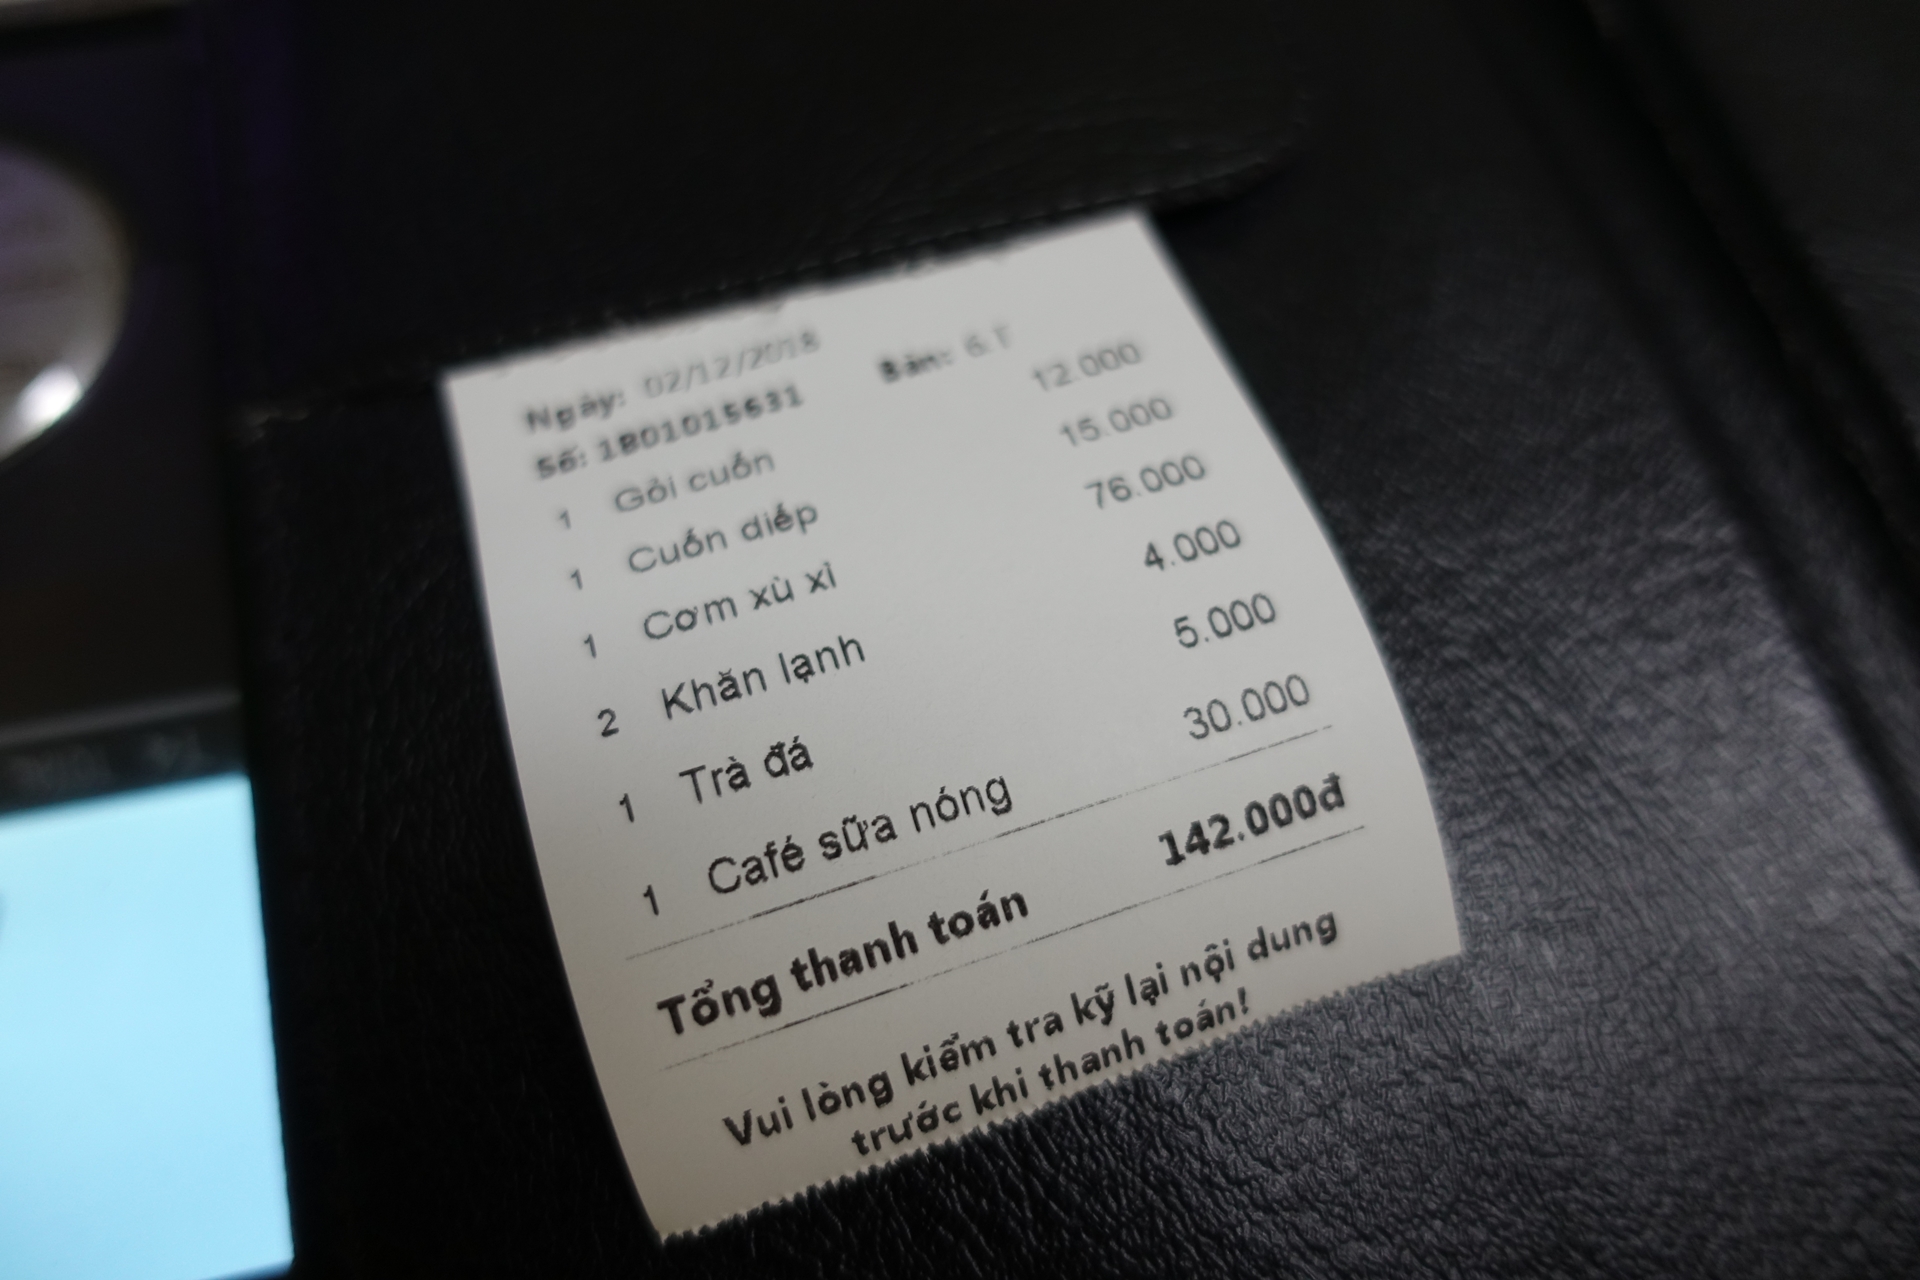 Ngày: 02/12/2018
Số: 1801015631 Bàn:
1 Gỏi cuốn 12.000
1 Cuốn diếp 15.000
1 Cơm xù xì 76.000
2 Khăn lạnh 4.000
1 Trà đá 5.000
1 Café sữa nóng 30.000
Tổng thanh toán 142.000đ
Vui lòng kiểm tra kỹ lại nội dung
trước khi thanh toán!